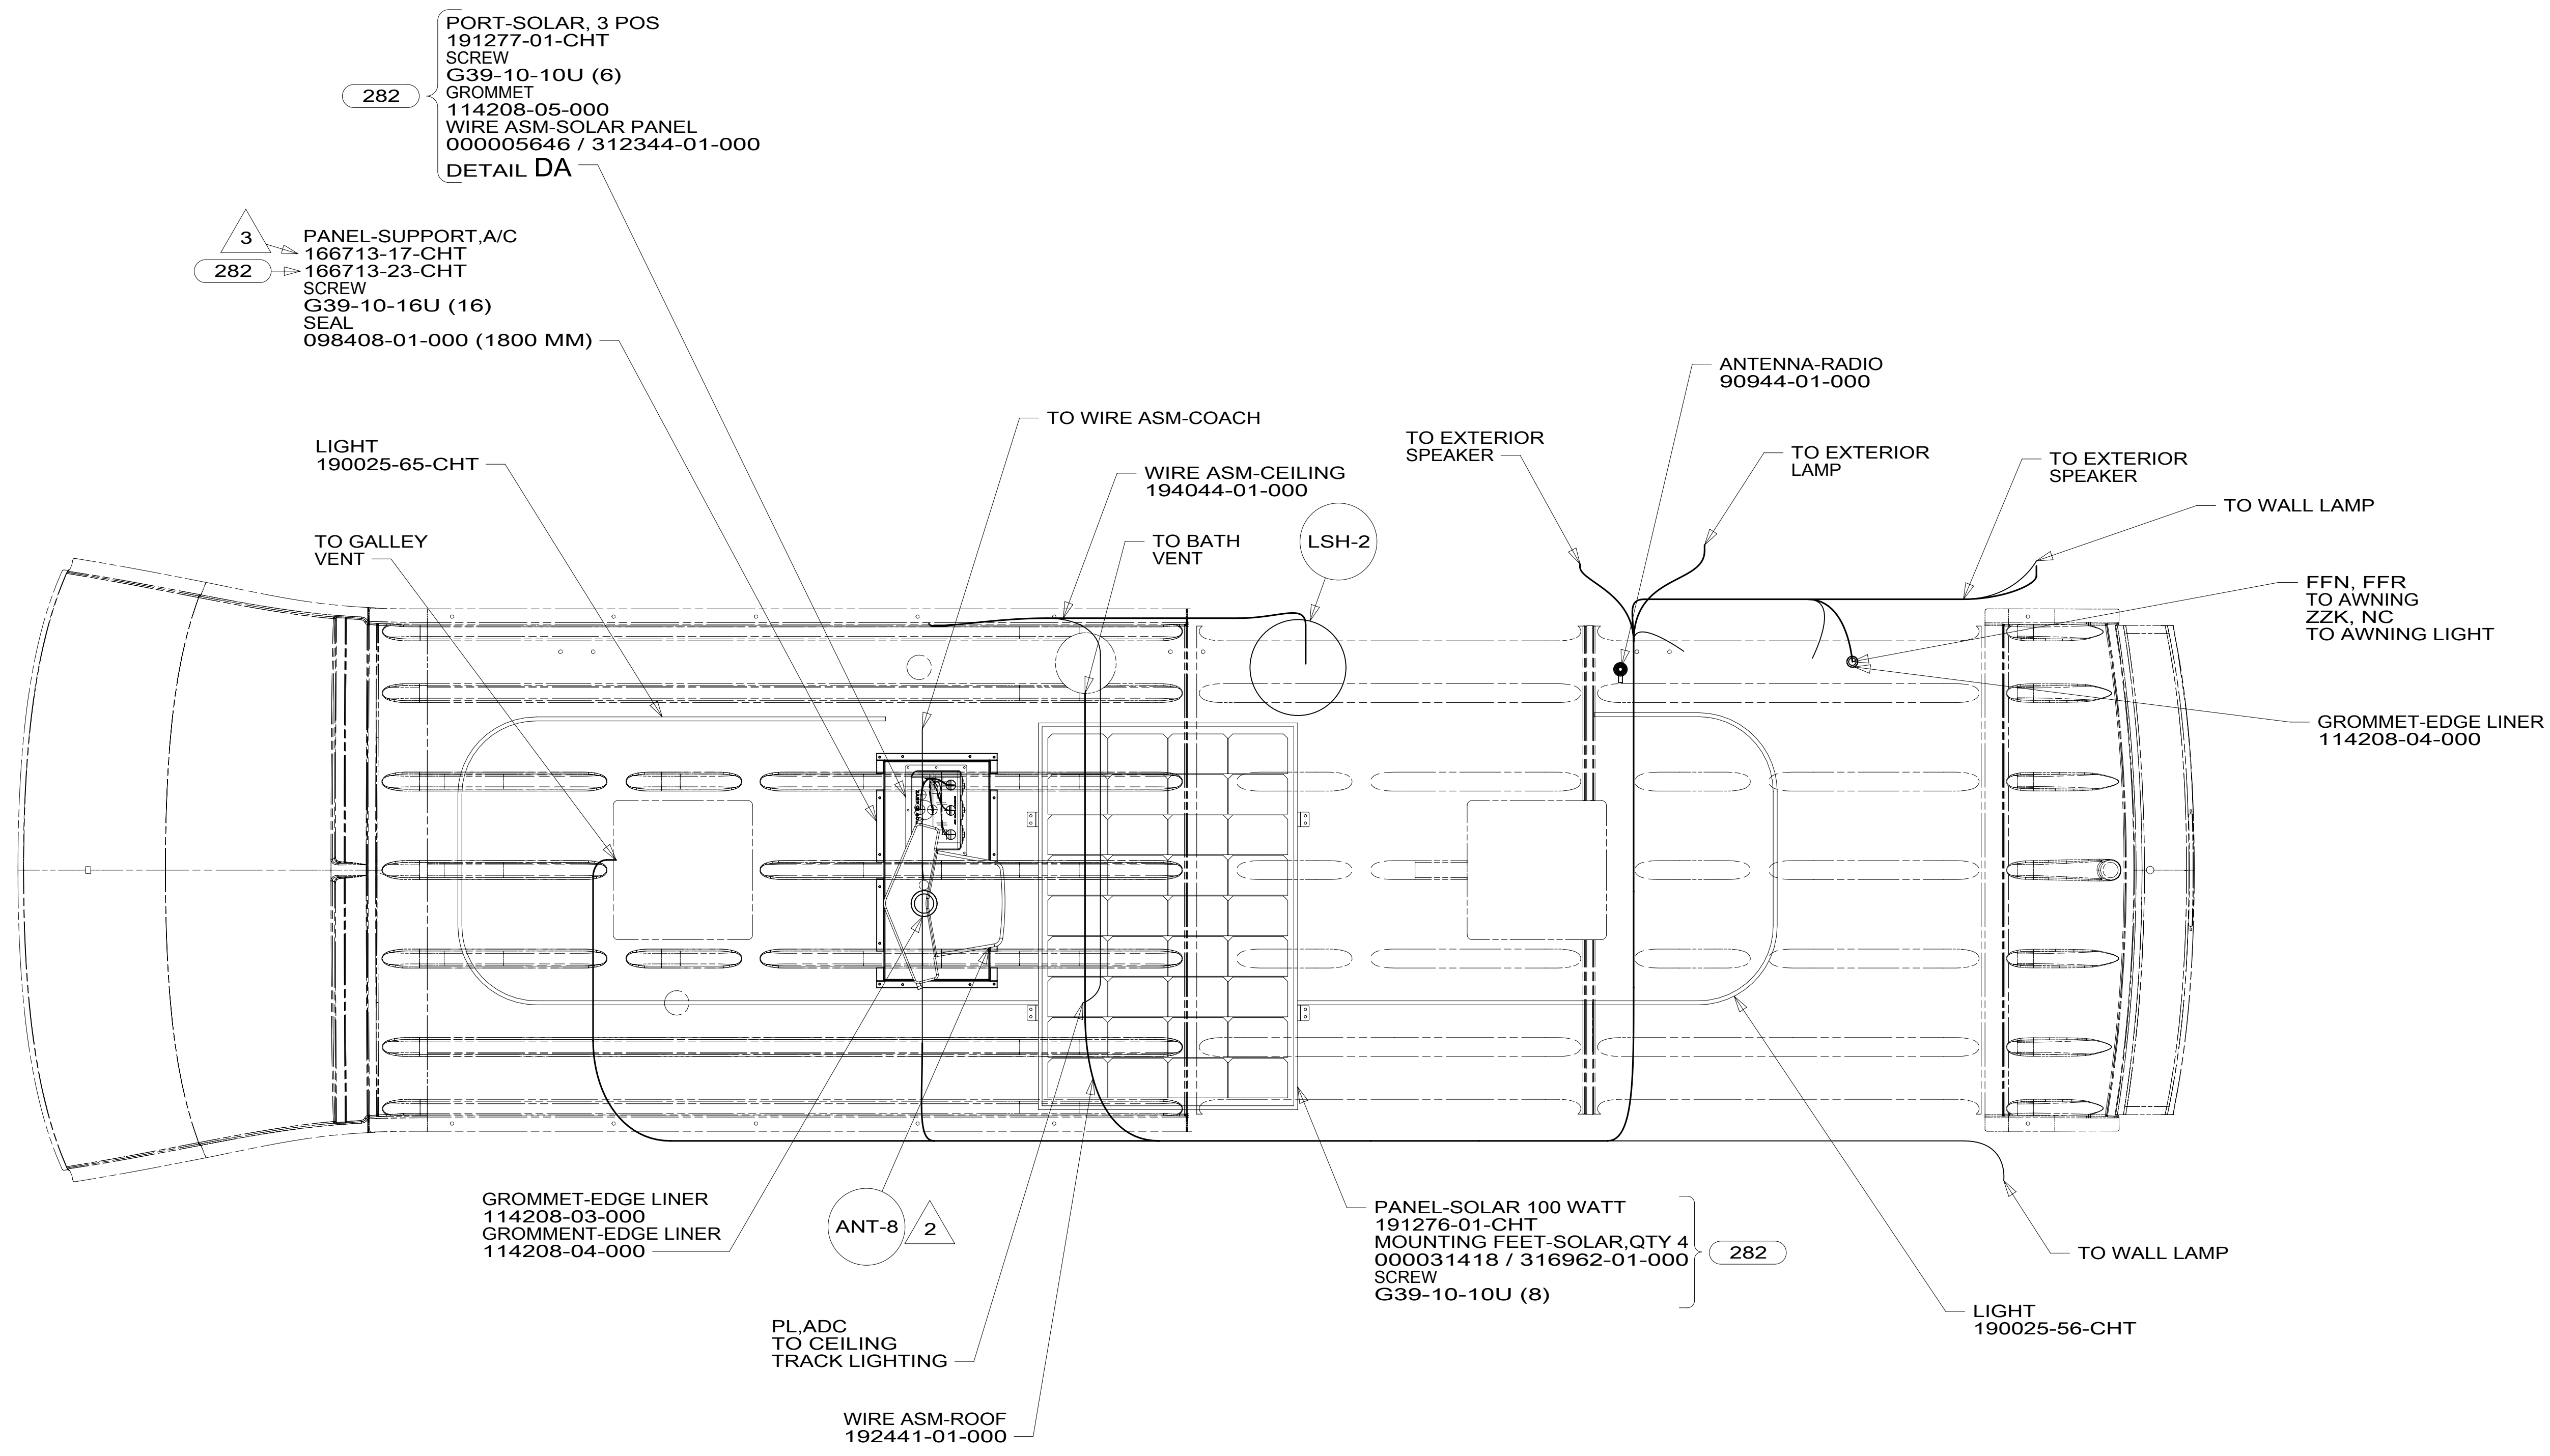 PORT-SOLAR, 3 POS
191277-01-CHT
SCREW
G39-10-10U (6)
282
GROMMET
114208-05-000
WIRE ASM-SOLAR PANEL
000005646 / 312344-01-000
DETAIL DA
3
PANEL-SUPPORT,A/C
166713-17-CHT
282
166713-23-CHT
SCREW
G39-10-16U (16)
SEAL
098408-01-000 (1800 MM)
ANTENNA-RADIO
90944-01-000
TO WIRE ASM-COACH
LIGHT
190025-65-CHT
TO EXTERIOR
SPEAKER
TO EXTERIOR
LAMP
TO EXTERIOR
SPEAKER
WIRE ASM-CEILING
194044-01-000
TO WALL LAMP
TO GALLEY
VENT
TO BATH
VENT
LSH-2
FFN, FFR
TO AWNING
ZZK, NC
TO AWNING LIGHT
GROMMET-EDGE LINER
114208-04-000
GROMMET-EDGE LINER
114208-03-000
GROMMENT-EDGE LINER
114208-04-000
ANT-8
2
PANEL-SOLAR 100 WATT
191276-01-CHT
MOUNTING FEET-SOLAR,QTY 4
000031418 / 316962-01-000
SCREW
G39-10-10U (8)
282
TO WALL LAMP
LIGHT
190025-56-CHT
PL,ADC
TO CEILING
TRACK LIGHTING
WIRE ASM-ROOF
192441-01-000